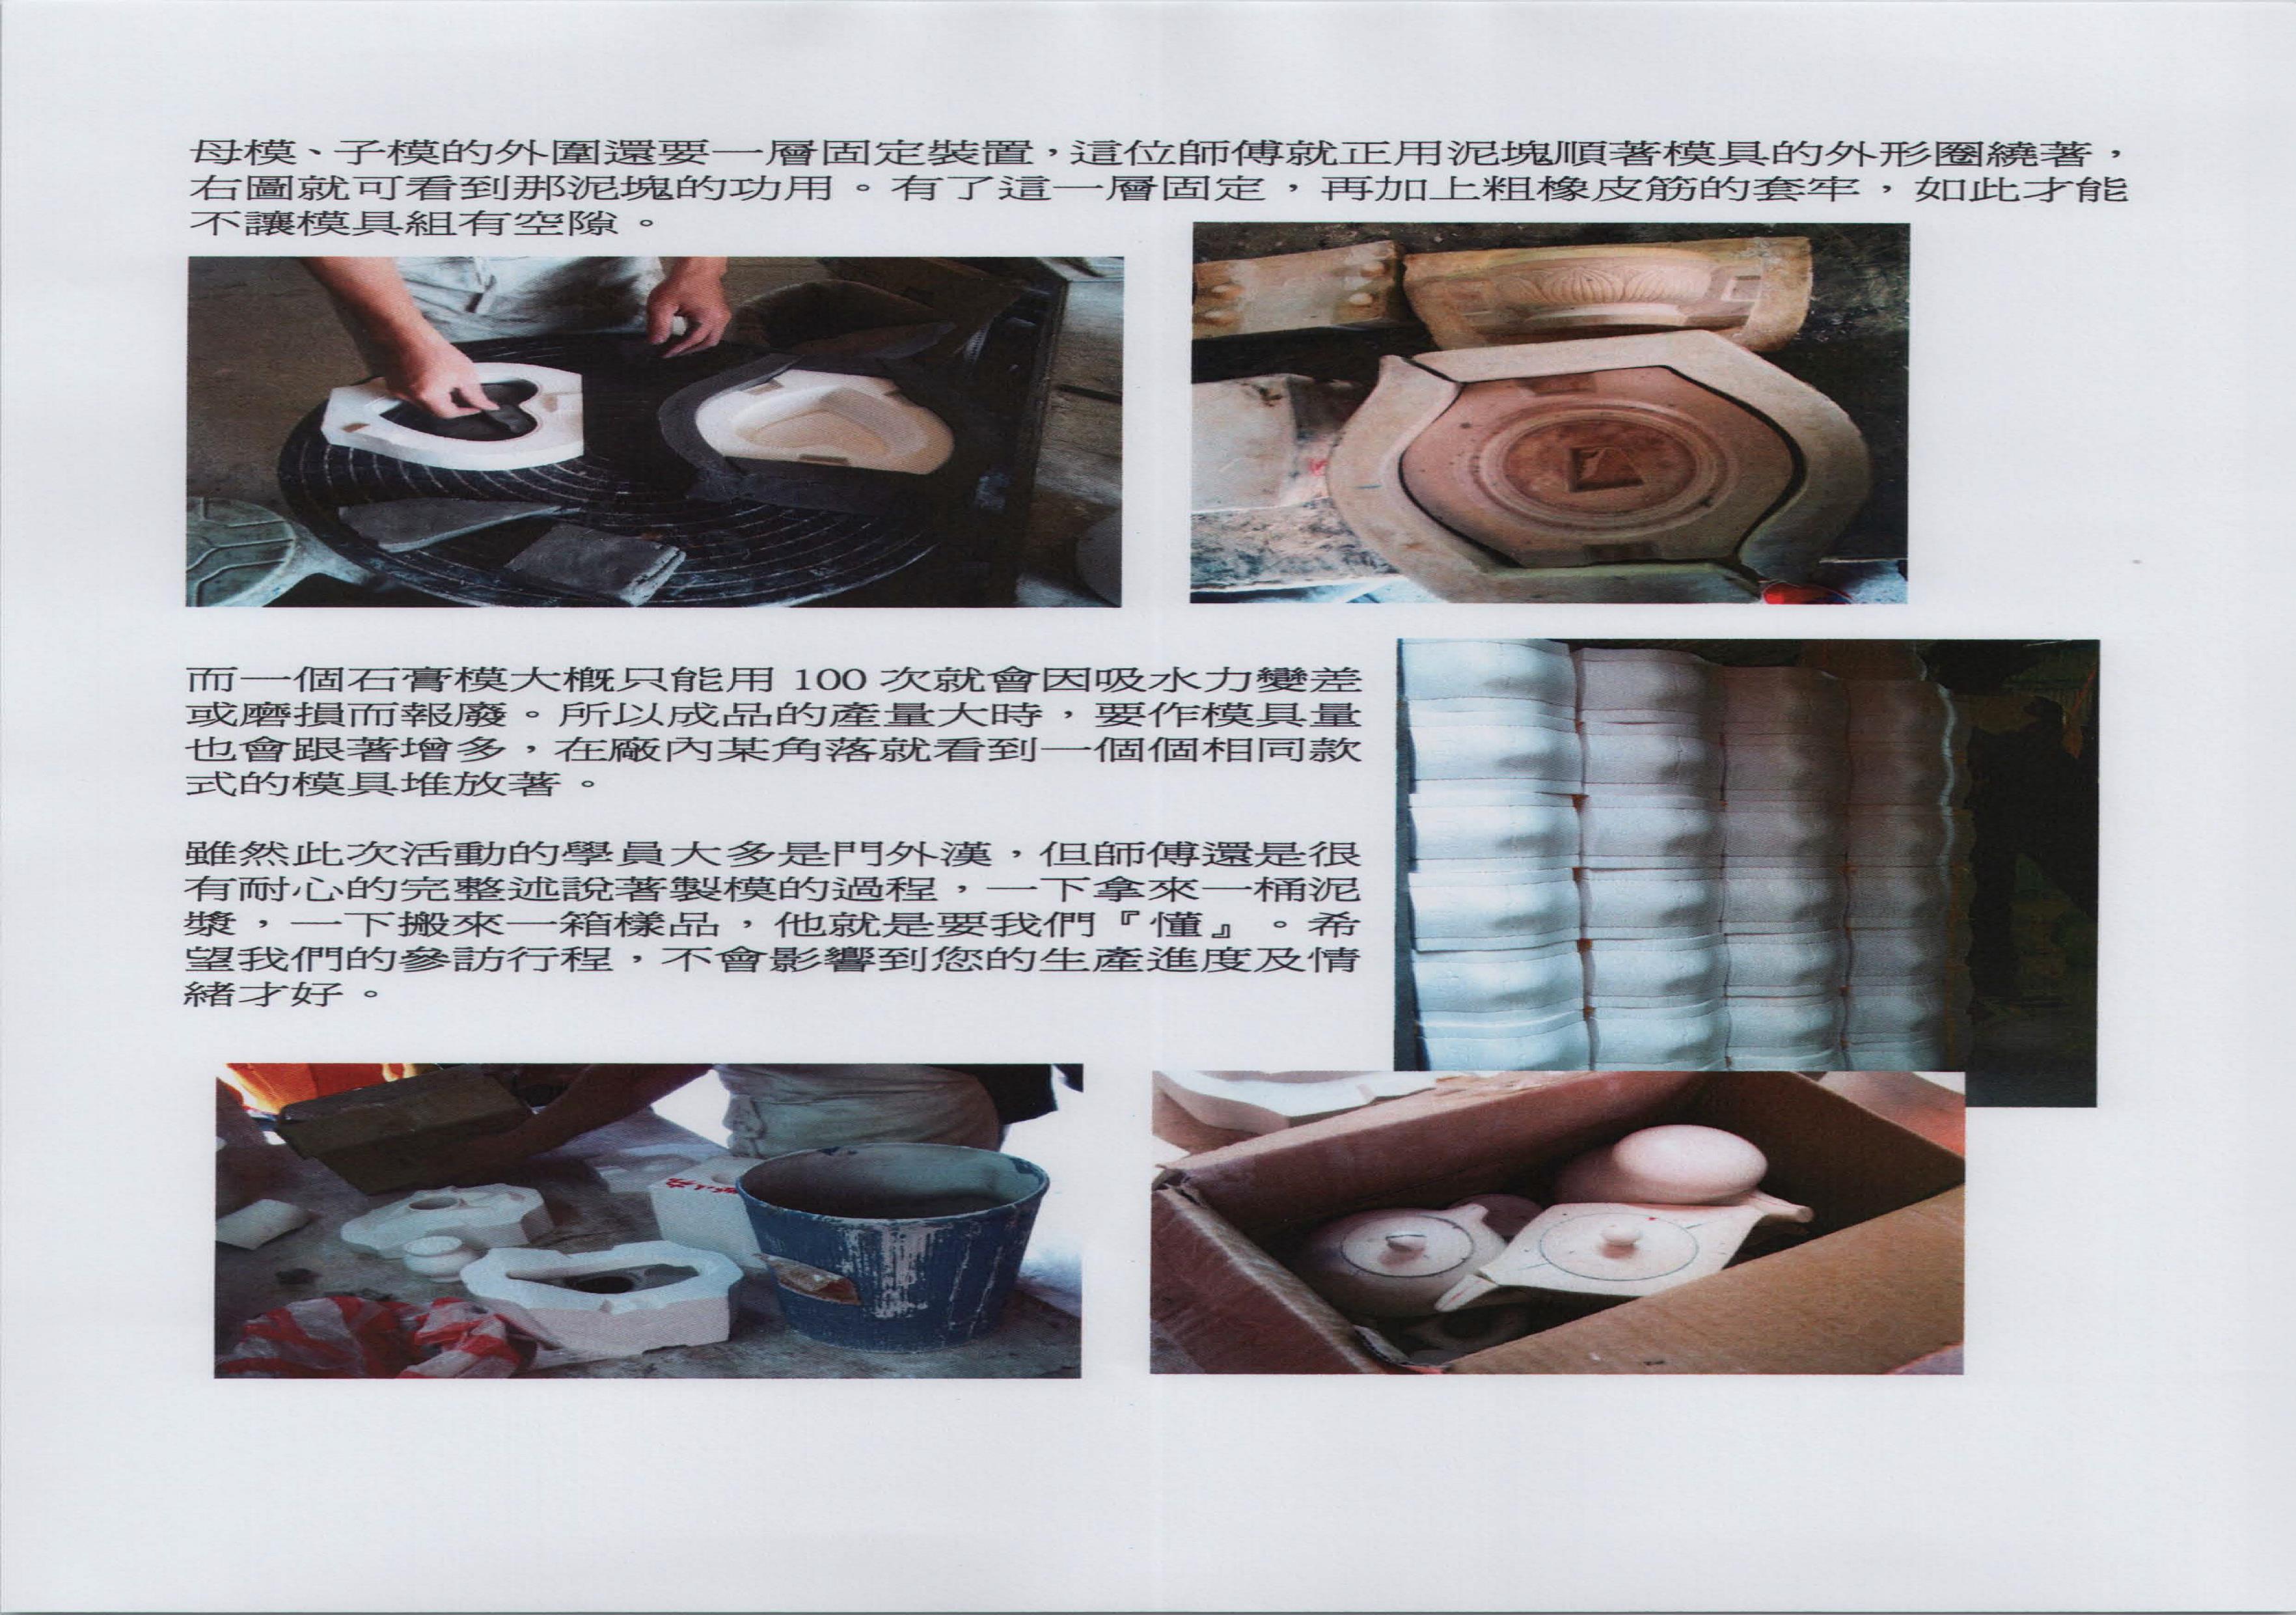 母模、子模的外圍還要一層固定裝置，這位師傅就正用泥塊順著模具的外形圈繞著，
右圖就可看到那泥塊的功用。有了這一層固定，再加上粗橡皮筋的套牢，如此才能
不讓模具組有空隙。
而一個石膏模大概只能用 100 次就會因吸水力變差
或磨損而報廢。所以成品的產量大時，要作模具量
也會跟著增多，在廠內某角落就看到一個個相同款
式的模具堆放著。
雖然此次活動的學員大多是門外漢，但師傅還是很
有耐心的完整述說著製模的過程，一下拿來一桶泥
漿，一下搬來一箱樣品，他就是要我們『懂』。希
望我們的參訪行程，不會影響到您的生產進度及情
緒才好。